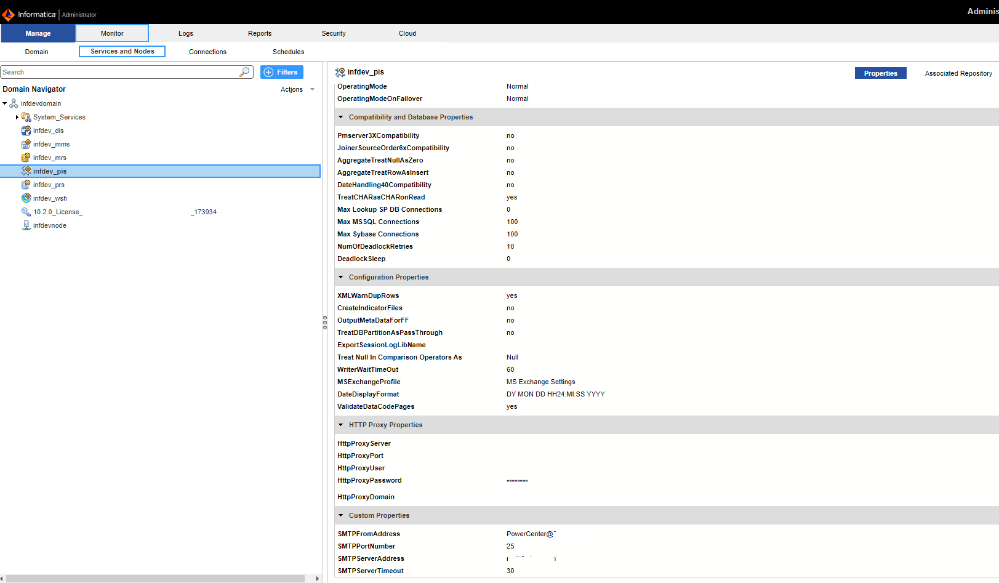 Informatica Administrator
Adminis
Manage Monitor Logs Reports Security Cloud
Domain Services and Nodes Connections Schedules
Search Filters
Domain Navigator Actions
infdevdomain
System_Services
infdev_dis
infdev_mms
infdev_mrs
infdev_pis
infdev_prs
infdev_wsh
10.2.0_License_ _173934
infdevnode
infdev_pis Properties Associated Repository
OperatingMode Normal
OperatingModeOnFailover Normal
Compatibility and Database Properties
Pmserver3XCompatibility no
JoinerSourceOrder6xCompatibility no
AggregateTreatNullAsZero no
AggregateTreatRowAsInsert no
DateHandling40Compatibility no
TreatCHARasCHARonRead yes
Max Lookup SP DB Connections 0
Max MSSQL Connections 100
Max Sybase Connections 100
NumOfDeadlockRetries 10
DeadlockSleep 0
Configuration Properties
XMLWarnDupRows yes
CreateIndicatorFiles no
OutputMetaDataForFF no
TreatDBPartitionAsPassThrough no
ExportSessionLogLibName
Treat Null In Comparison Operators As Null
WriterWaitTimeOut 60
MSExchangeProfile MS Exchange Settings
DateDisplayFormat DY MON DD HH24:MI:SS YYYY
ValidateDataCodePages yes
HTTP Proxy Properties
HttpProxyServer
HttpProxyPort
HttpProxyUser
HttpProxyPassword ********
HttpProxyDomain
Custom Properties
SMTPFromAddress PowerCenter@
SMTPPortNumber 25
SMTPServerAddress
SMTPServerTimeout 30